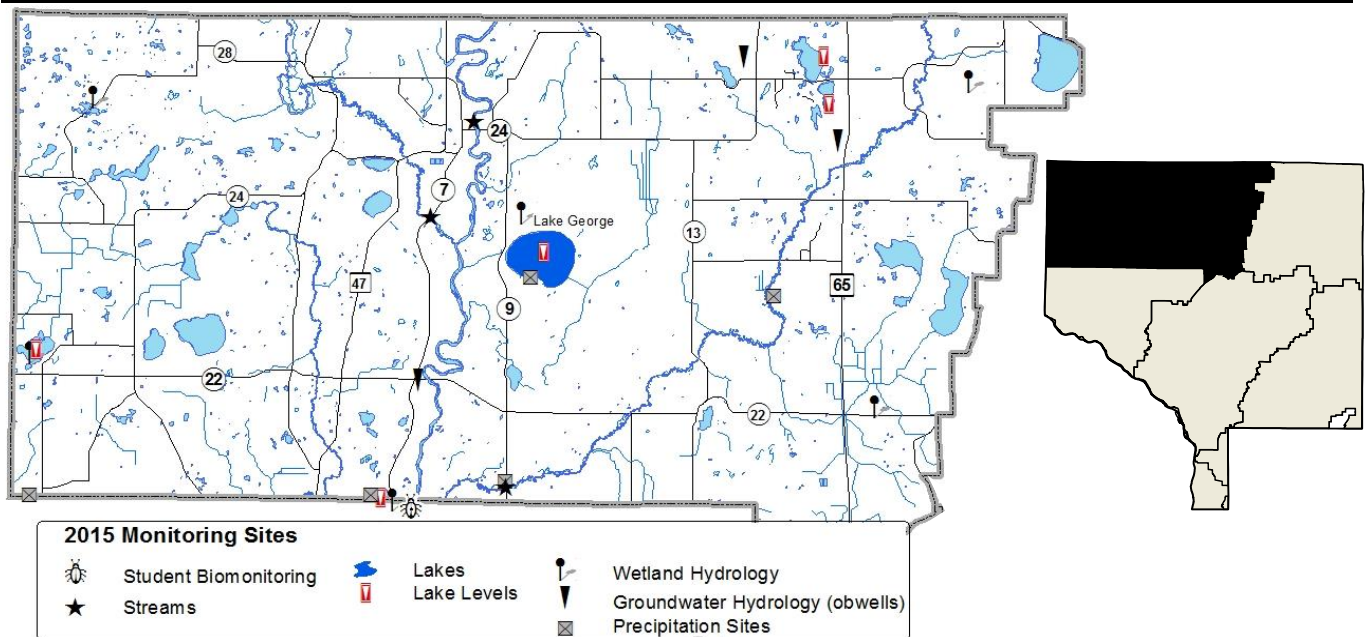 28
24
7
24
Lake George
13
47
65
9
22
22
2015 Monitoring Sites
Student Biomonitoring
Streams
Lakes
Lake Levels
Wetland Hydrology
Groundwater Hydrology (obwells)
Precipitation Sites